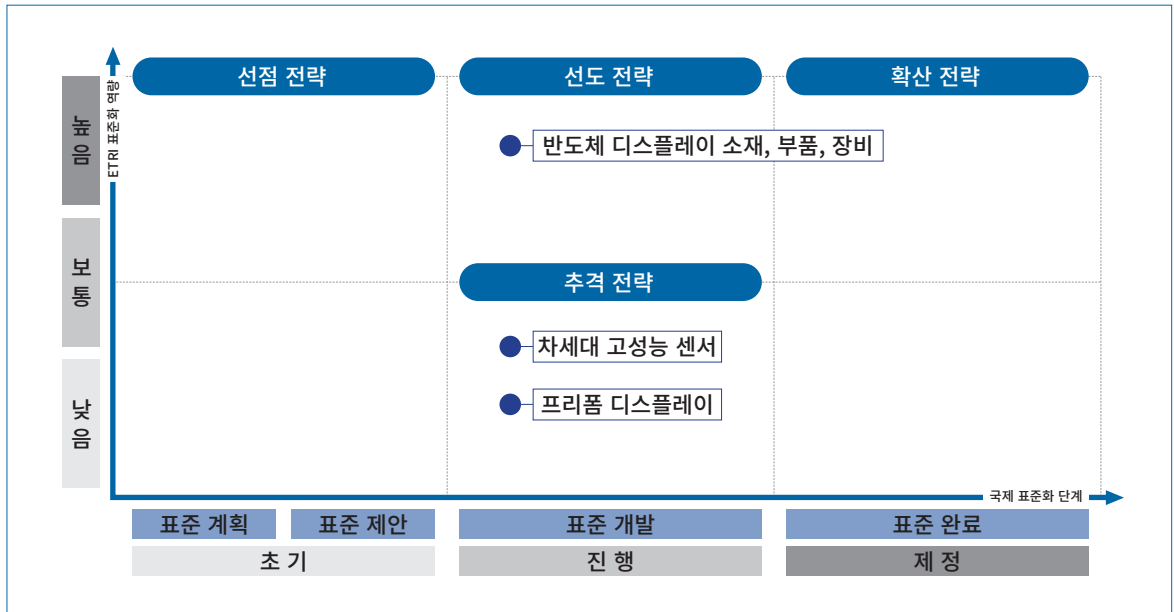 선점 전략
선도 전략
확산 전략
ETRI 표준화 역량
높음
반도체 디스플레이 소재, 부품, 장비
보통
추격 전략
차세대 고성능 센서
프리폼 디스플레이
낮음
국제 표준화 단계
표준 계획
표준 제안
표준 개발
표준 완료
초 기
진 행
제 정